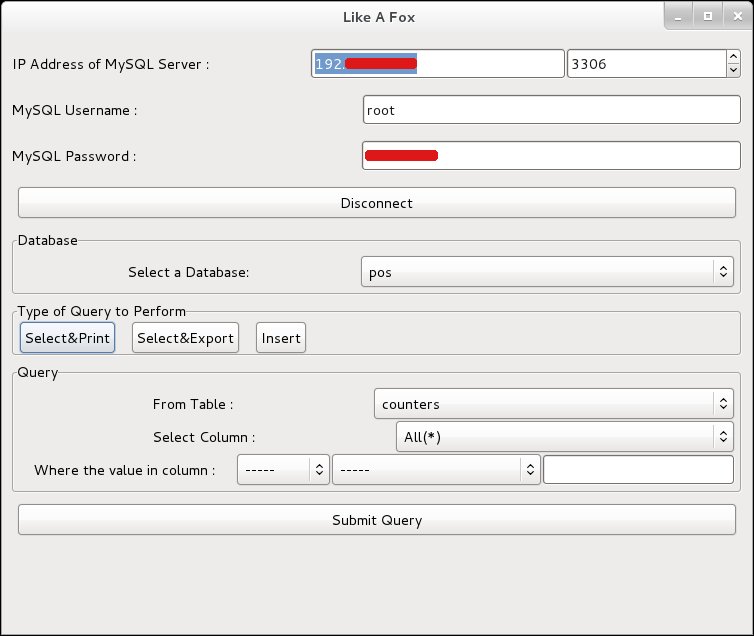 Like A Fox
IP Address of MySQL Server : 192. 3306
MySQL Username : root
MySQL Password :
Disconnect
Database
Select a Database: pos
Type of Query to Perform
Select&Print Select&Export Insert
Query
From Table : counters
Select Column : All(*)
Where the value in column : ----- -----
Submit Query